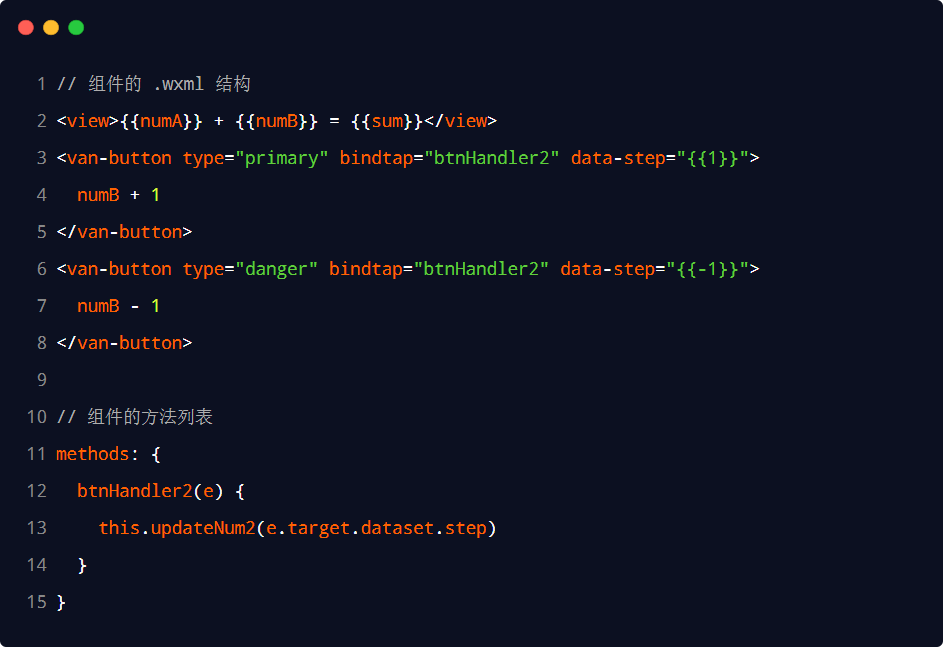 1 // 组件的 .wxml 结构
2 <view>{{numA}} + {{numB}} = {{sum}}</view>
3 <van-button type="primary" bindtap="btnHandler2" data-step="{{1}}">
4   numB + 1
5 </van-button>
6 <van-button type="danger" bindtap="btnHandler2" data-step="{{-1}}">
7   numB - 1
8 </van-button>
9
10 // 组件的方法列表
11 methods: {
12   btnHandler2(e) {
13     this.updateNum2(e.target.dataset.step)
14   }
15 }